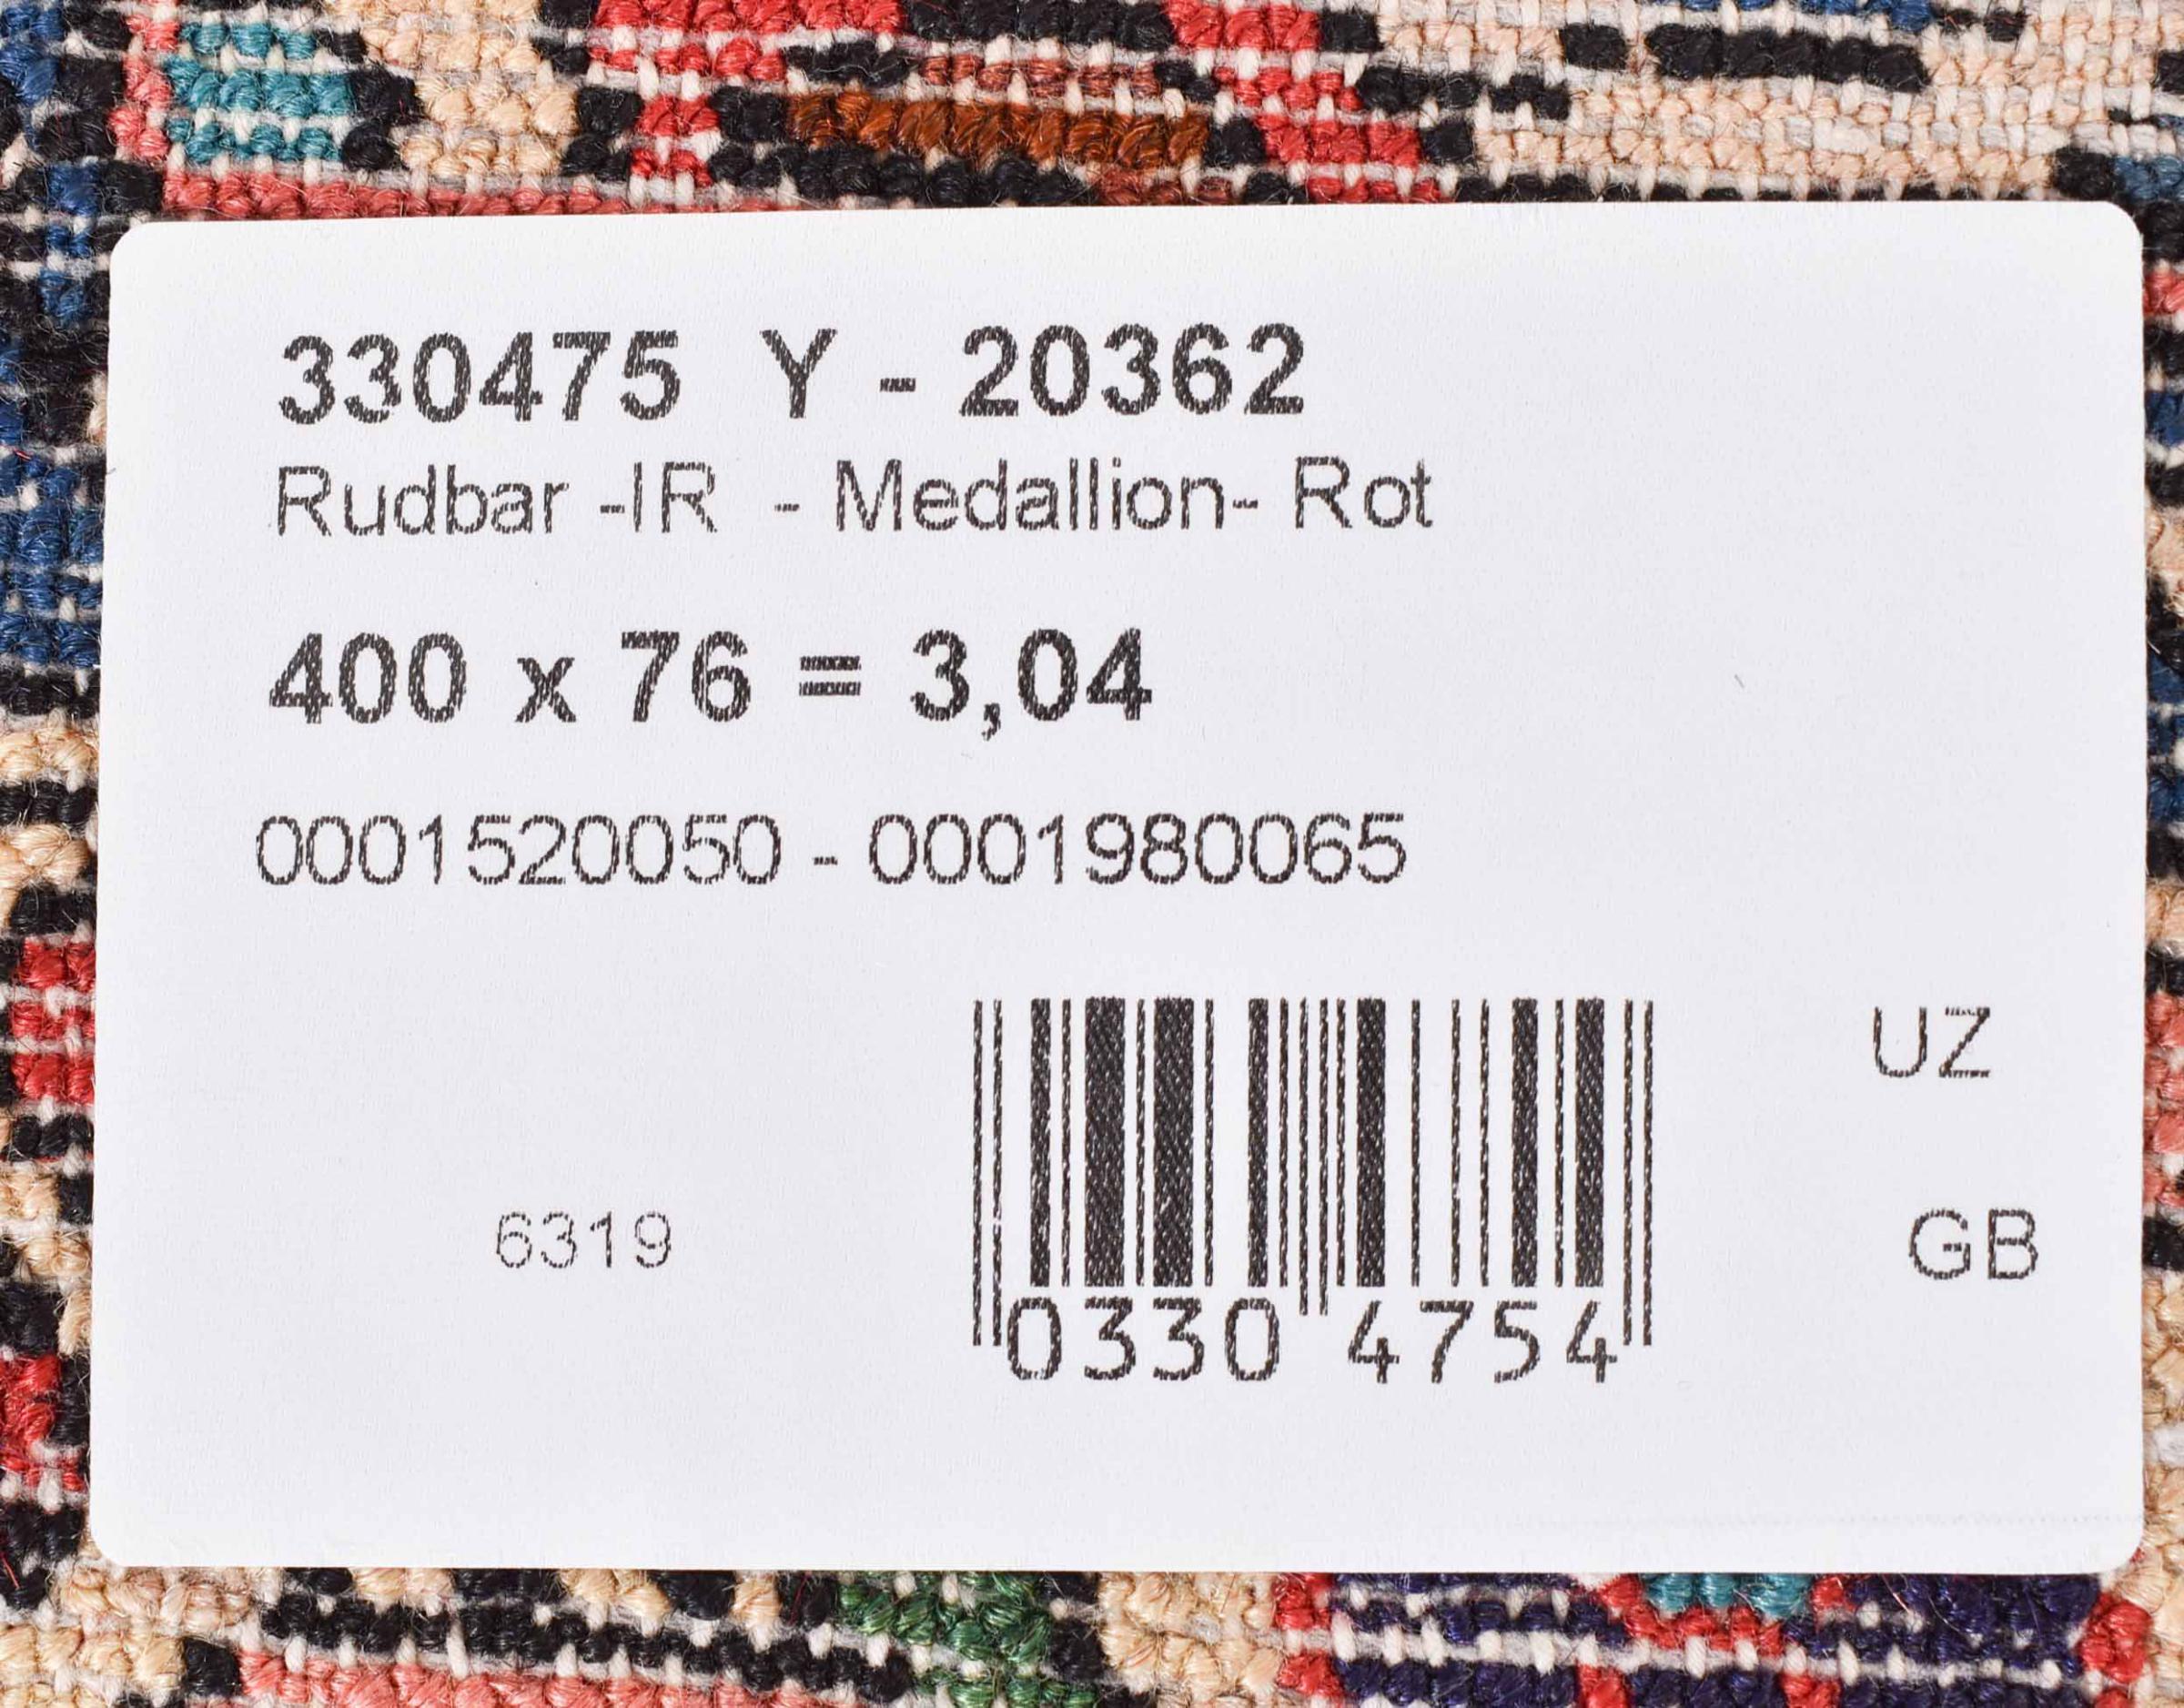 330475 Y - 20362
Rudbar -IR - Medallion- Rot
400 x 76 = 3,04
0001520050 - 0001980065
UZ
6319
GB
0330 4754